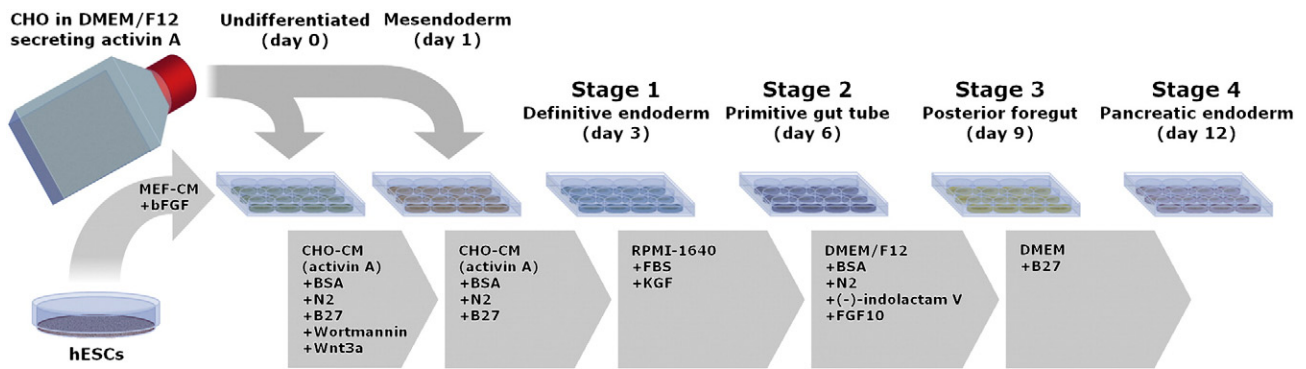 CHO in DMEM/F12
secreting activin A
Undifferentiated
(day 0)
Mesendoderm
(day 1)
Stage 1
Definitive endoderm
(day 3)
Stage 2
Primitive gut tube
(day 6)
Stage 3
Posterior foregut
(day 9)
Stage 4
Pancreatic endoderm
(day 12)
MEF-CM
+bFGF
hESCs
CHO-CM
(activin A)
+BSA
+N2
+B27
+Wortmannin
+Wnt3a
CHO-CM
(activin A)
+BSA
+N2
+B27
RPMI-1640
+FBS
+KGF
DMEM/F12
+BSA
+N2
+(-)-indolactam V
+FGF10
DMEM
+B27